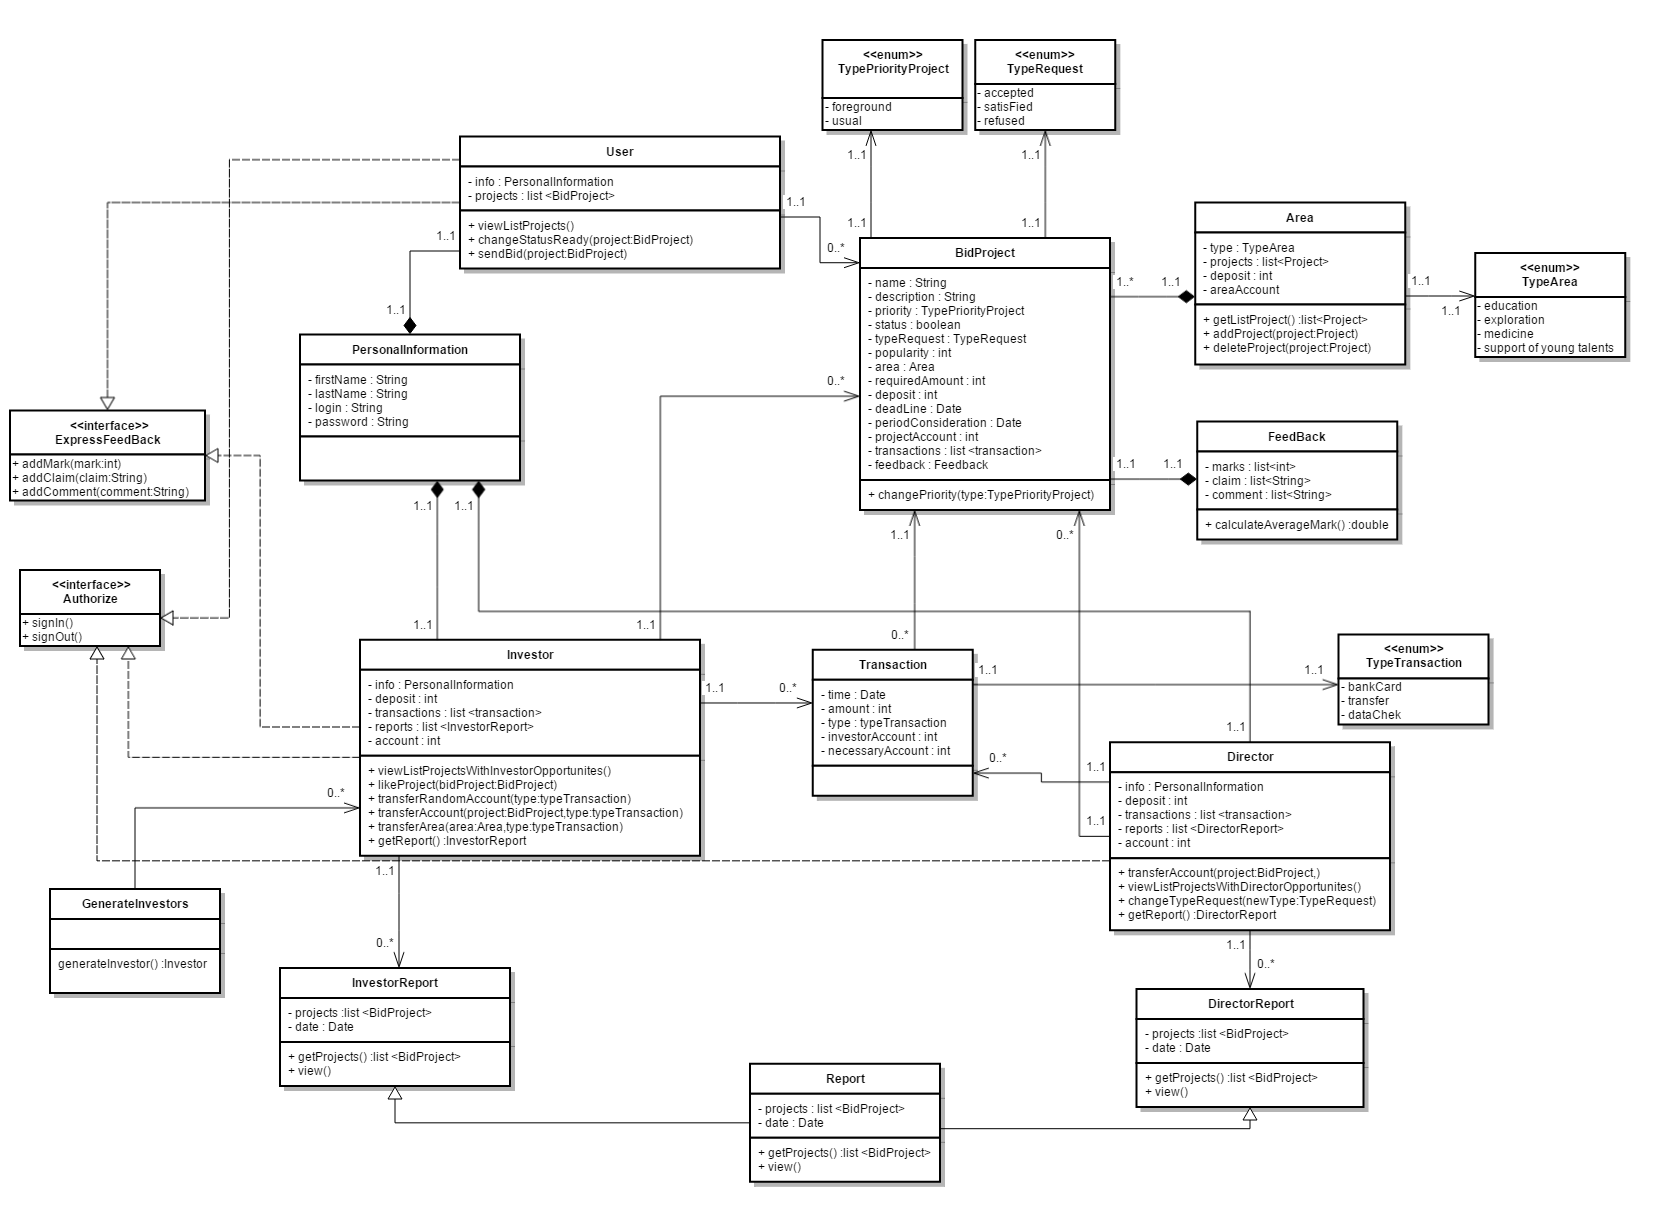 <<enum>>
TypePriorityProject
- foreground
- usual
<<enum>>
TypeRequest
- accepted
- satisFied
- refused
1..1
1..1
1..1
1..1
User
- info : PersonalInformation
- projects : list <BidProject>
+ viewListProjects()
+ changeStatusReady(project:BidProject)
+ sendBid(project:BidProject)
1..1
0..*
1..1
1..1
BidProject
- name : String
- description : String
- priority : TypePriorityProject
- status : boolean
- typeRequest : TypeRequest
- popularity : int
- area : Area
- requiredAmount : int
- deposit : int
- deadLine : Date
- periodConsideration : Date
- projectAccount : int
- transactions : list <transaction>
- feedback : Feedback
+ changePriority(type:TypePriorityProject)
1..*
1..1
Area
- type : TypeArea
- projects : list<Project>
- deposit : int
- areaAccount
+ getListProject() :list<Project>
+ addProject(project:Project)
+ deleteProject(project:Project)
1..1
1..1
<<enum>>
TypeArea
- education
- exploration
- medicine
- support of young talents
PersonalInformation
- firstName : String
- lastName : String
- login : String
- password : String
1..1
1..1
0..*
<<interface>>
ExpressFeedBack
+ addMark(mark:int)
+ addClaim(claim:String)
+ addComment(comment:String)
1..1
1..1
FeedBack
- marks : list<int>
- claim : list<String>
- comment : list<String>
+ calculateAverageMark() :double
1..1
0..*
<<interface>>
Authorize
+ signIn()
+ signOut()
1..1
1..1
0..*
Investor
- info : PersonalInformation
- deposit : int
- transactions : list <transaction>
- reports : list <InvestorReport>
- account : int
+ viewListProjectsWithInvestorOpportunites()
+ likeProject(bidProject:BidProject)
+ transferRandomAccount(type:typeTransaction)
+ transferAccount(project:BidProject,type:typeTransaction)
+ transferArea(area:Area,type:typeTransaction)
+ getReport() :InvestorReport
1..1
0..*
Transaction
- time : Date
- amount : int
- type : typeTransaction
- investorAccount : int
- necessaryAccount : int
1..1
1..1
<<enum>>
TypeTransaction
- bankCard
- transfer
- dataChek
1..1
0..*
1..1
1..1
Director
- info : PersonalInformation
- deposit : int
- transactions : list <transaction>
- reports : list <DirectorReport>
- account : int
+ transferAccount(project:BidProject,)
+ viewListProjectsWithDirectorOpportunites()
+ changeTypeRequest(newType:TypeRequest)
+ getReport() :DirectorReport
0..*
GenerateInvestors
generateInvestor() :Investor
1..1
0..*
1..1
0..*
InvestorReport
- projects :list <BidProject>
- date : Date
+ getProjects() :list <BidProject>
+ view()
DirectorReport
- projects :list <BidProject>
- date : Date
+ getProjects() :list <BidProject>
+ view()
Report
- projects : list <BidProject>
- date : Date
+ getProjects() :list <BidProject>
+ view()